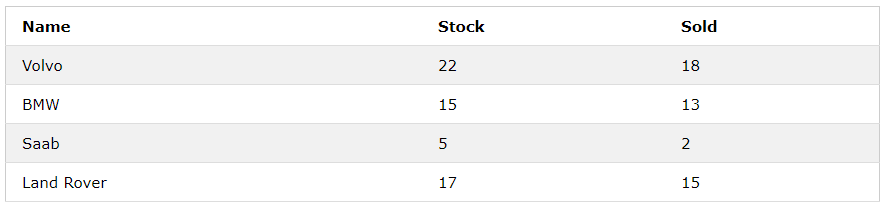 Name Stock Sold
Volvo 22 18
BMW 15 13
Saab 5 2
Land Rover 17 15